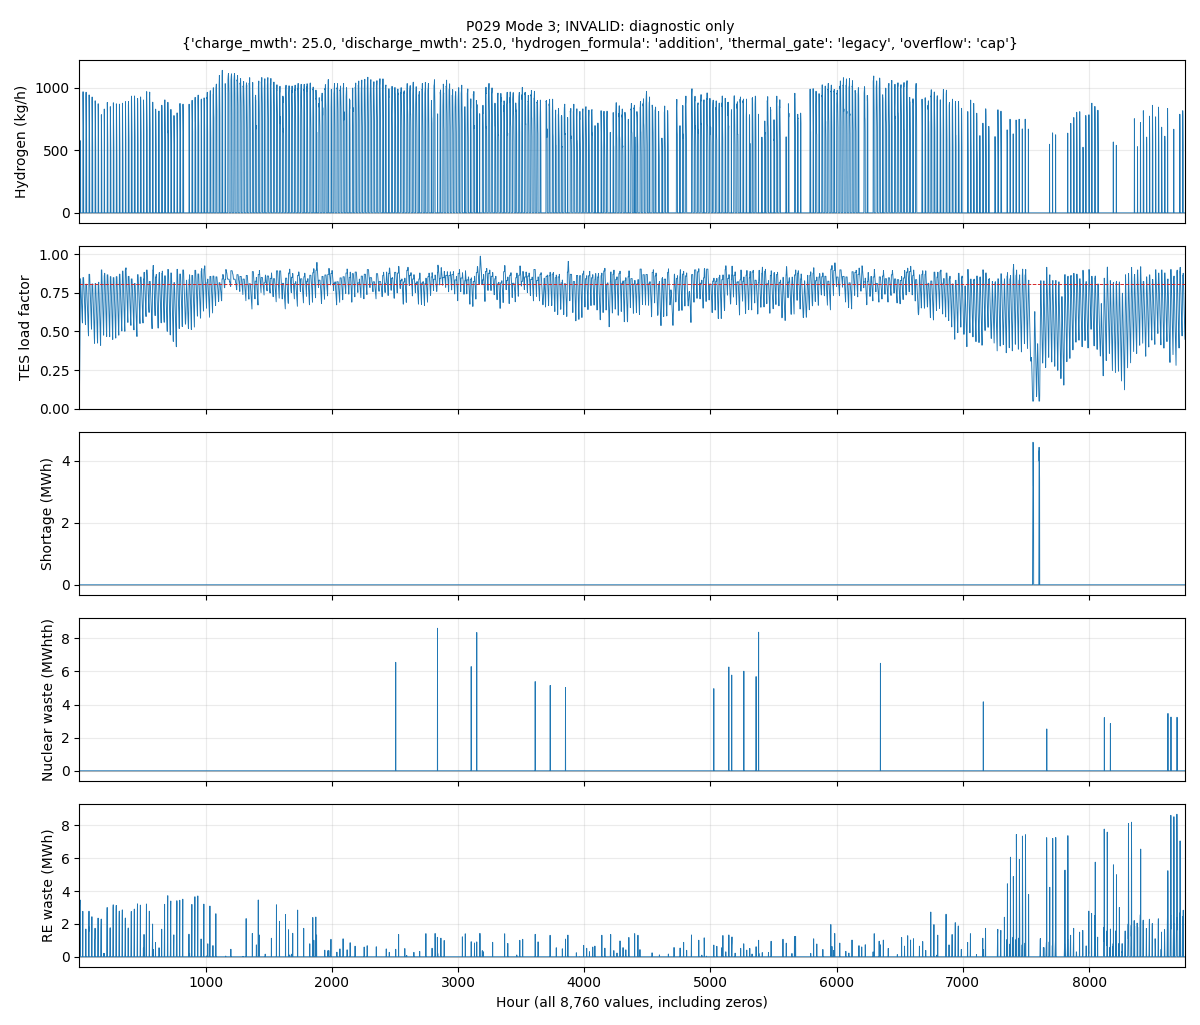 P029 Mode 3; INVALID: diagnostic only
{'charge_mwth': 25.0, 'discharge_mwth': 25.0, 'hydrogen_formula': 'addition', 'thermal_gate': 'legacy', 'overflow': 'cap'}
Hydrogen (kg/h)
1000
500
0
TES load factor
1.00
0.75
0.50
0.25
0.00
Shortage (MWh)
4
2
0
Nuclear waste (MWhth)
8
6
4
2
0
RE waste (MWh)
8
6
4
2
0
1000 2000 3000 4000 5000 6000 7000 8000
Hour (all 8,760 values, including zeros)